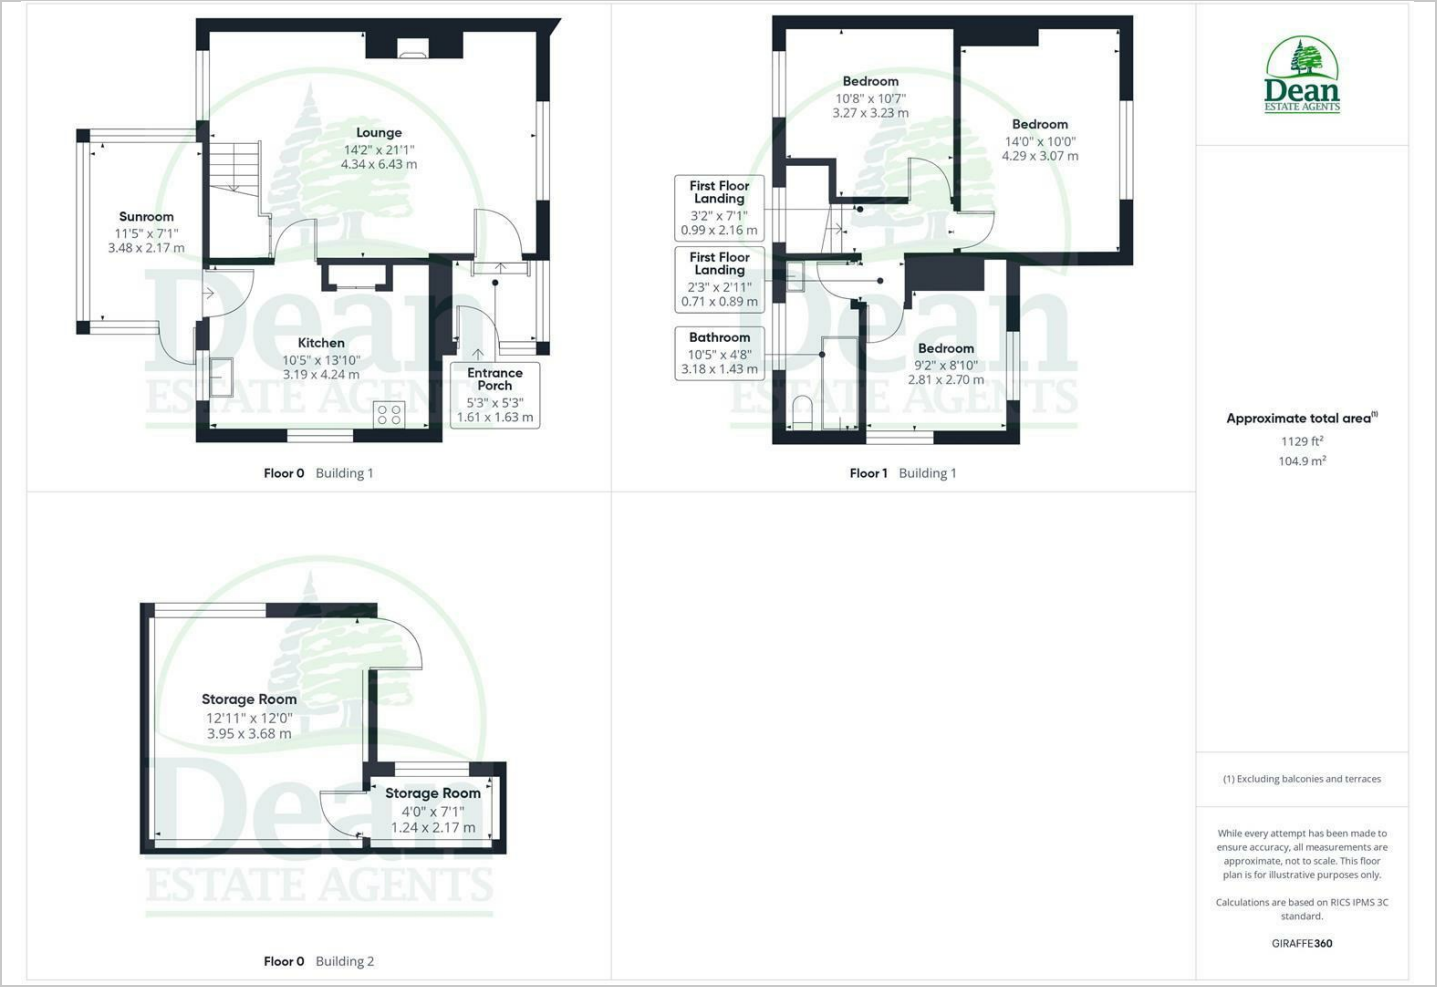 Lounge
14'2" x 21'1"
4.34 x 6.43 m
Sunroom
11'5" x 7'1"
3.48 x 2.17 m
Kitchen
10'5" x 13'10"
3.19 x 4.24 m
Entrance
Porch
5'3" x 5'3"
1.61 x 1.63 m
Dean
ESTATE AGENTS
Floor 0 Building 1
Bedroom
10'8" x 10'7"
3.27 x 3.23 m
Bedroom
14'0" x 10'0"
4.29 x 3.07 m
First Floor
Landing
3'2" x 7'1"
0.99 x 2.16 m
First Floor
Landing
2'3" x 2'11"
0.71 x 0.89 m
Bathroom
10'5" x 4'8"
3.18 x 1.43 m
Bedroom
9'2" x 8'10"
2.81 x 2.70 m
Dean
ESTATE AGENTS
Floor 1 Building 1
Storage Room
12'11" x 12'0"
3.95 x 3.68 m
Storage Room
4'0" x 7'1"
1.24 x 2.17 m
Dean
ESTATE AGENTS
Floor 0 Building 2
Dean
ESTATE AGENTS
Approximate total area(1)
1129 ft²
104.9 m²
(1) Excluding balconies and terraces
While every attempt has been made to
ensure accuracy, all measurements are
approximate, not to scale. This floor
plan is for illustrative purposes only.
Calculations are based on RICS IPMS 3C
standard.
GIRAFFE360